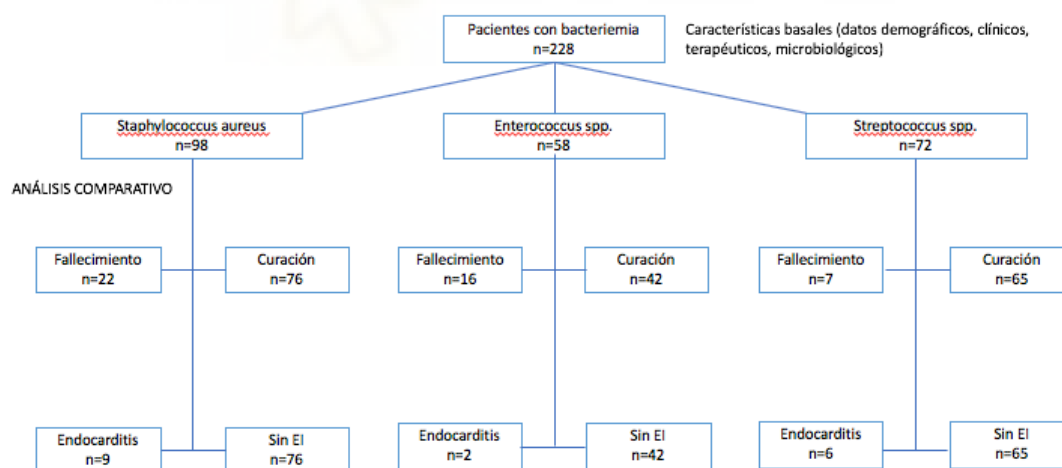 Pacientes con bacteriemia
n=228
Características basales (datos demográficos, clínicos,
terapéuticos, microbiológicos)
Staphylococcus aureus
n=98
Enterococcus spp.
n=58
Streptococcus spp.
n=72
ANÁLISIS COMPARATIVO
Fallecimiento
n=22
Curación
n=76
Fallecimiento
n=16
Curación
n=42
Fallecimiento
n=7
Curación
n=65
Endocarditis
n=9
Sin EI
n=76
Endocarditis
n=2
Sin EI
n=42
Endocarditis
n=6
Sin EI
n=65